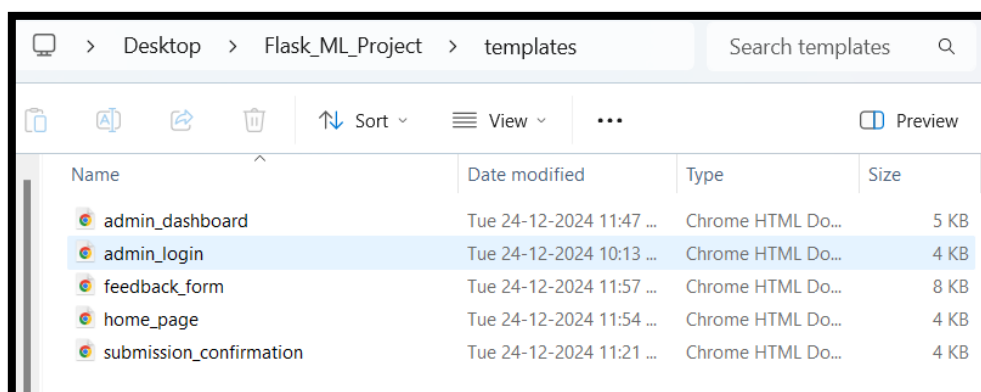 > Desktop > Flask_ML_Project > templates Search templates
Sort View ... Preview
Name Date modified Type Size
admin_dashboard Tue 24-12-2024 11:47 ... Chrome HTML Do... 5 KB
admin_login Tue 24-12-2024 10:13 ... Chrome HTML Do... 4 KB
feedback_form Tue 24-12-2024 11:57 ... Chrome HTML Do... 8 KB
home_page Tue 24-12-2024 11:54 ... Chrome HTML Do... 4 KB
submission_confirmation Tue 24-12-2024 11:21 ... Chrome HTML Do... 4 KB